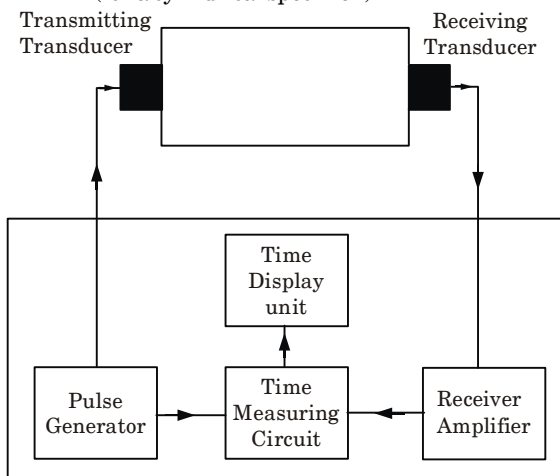 Transmitting
Transducer
Receiving
Transducer
Time
Display
unit
Pulse
Generator
Time
Measuring
Circuit
Receiver
Amplifier